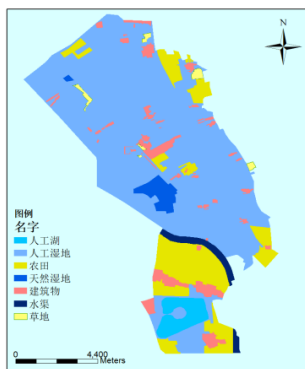 N
图例
名字
人工湖
人工湿地
农田
天然湿地
建筑物
水渠
草地
0 4,400
Meters